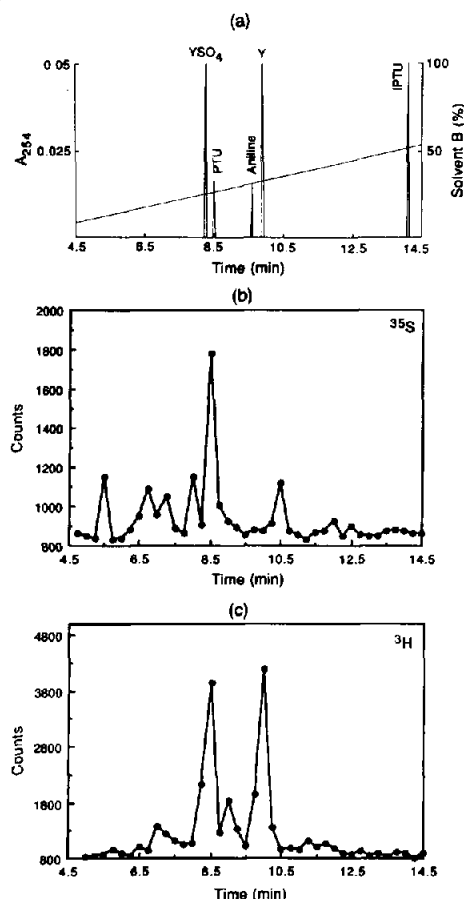 (a)
YSO4 Y
PTU Aniline IPTU
0.05 100
0.025 50
A254
Solvent B (%)
4.5 6.5 8.5 10.5 12.5 14.5
Time (min)
(b)
35S
2000
1800
1600
1400
1200
1000
800
Counts
4.5 6.5 8.5 10.5 12.5 14.5
Time (min)
(c)
3H
4800
3800
2800
1800
800
Counts
4.5 6.5 8.5 10.5 12.5 14.5
Time (min)